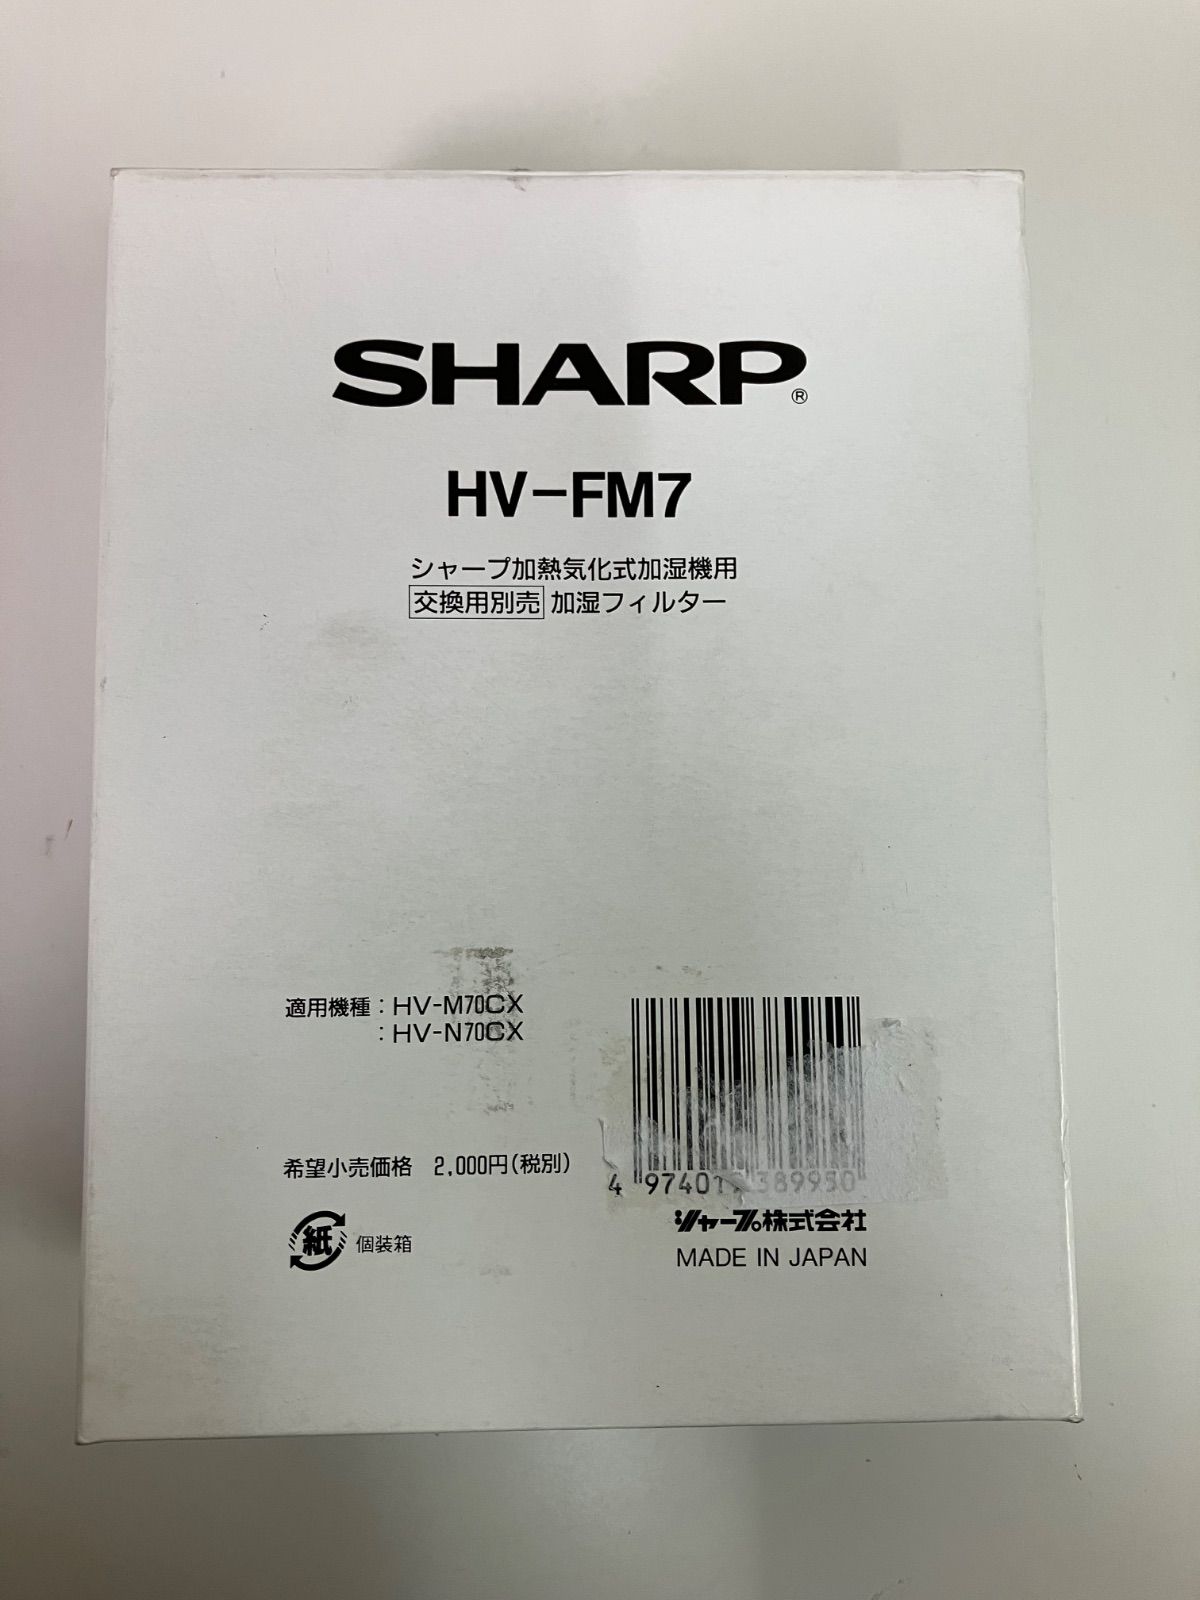 SHARP®
HV-FM7
シャープ加熱気化式加湿機用
交換用別売 加湿フィルター
適用機種 : HV-M70CX
: HV-N70CX
希望小売価格 2,000円(税別)
紙 個装箱
シャープ株式会社
MADE IN JAPAN